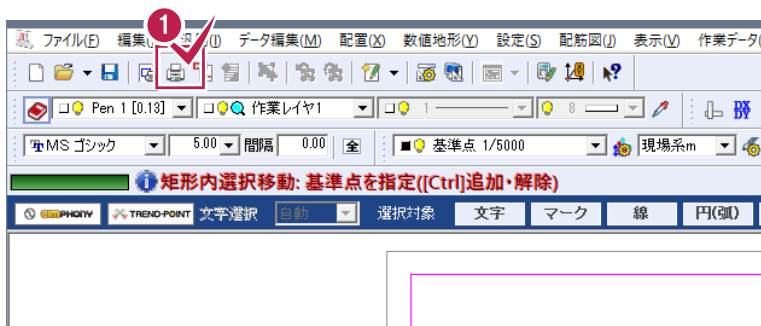 1
ファイル(F) 編集 (I) データ編集(M) 配置(X) 数値地形(Y) 設定(S) 配筋図(J) 表示(V) 作業データ(
Pen 1 [0.13] 作業レイヤ1 1 8
MS ゴシック 5.00 間隔 0.00 全 基準点 1/5000 現場系m
矩形内選択移動: 基準点を指定([Ctrl]追加・解除)
SiMPHONY TREND-POINT 文字選択 自動 選択対象 文字 マーク 線 円(弧)